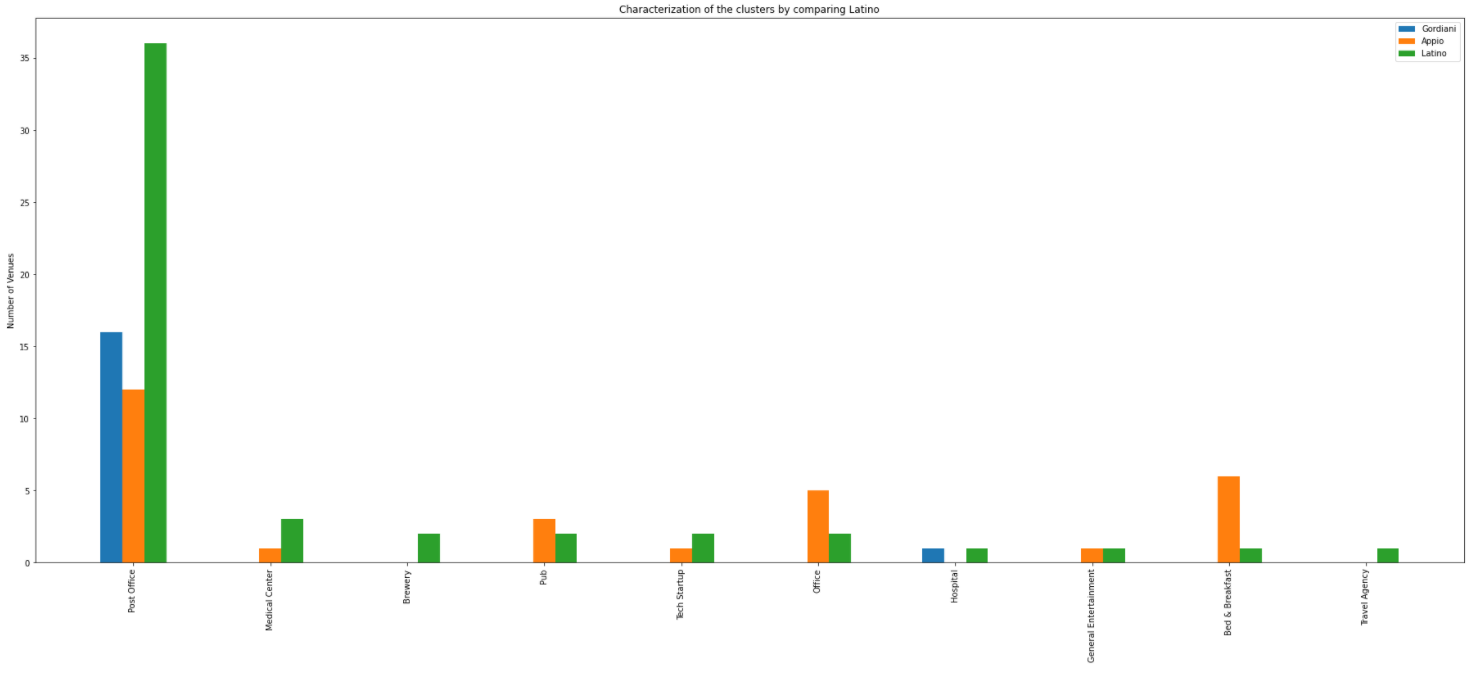 Characterization of the clusters by comparing Latino
Gordiani
Appio
Latino
Number of Venues
35
30
25
20
15
10
5
0
Post Office
Medical Center
Brewery
Pub
Tech Startup
Office
Hospital
General Entertainment
Bed & Breakfast
Travel Agency